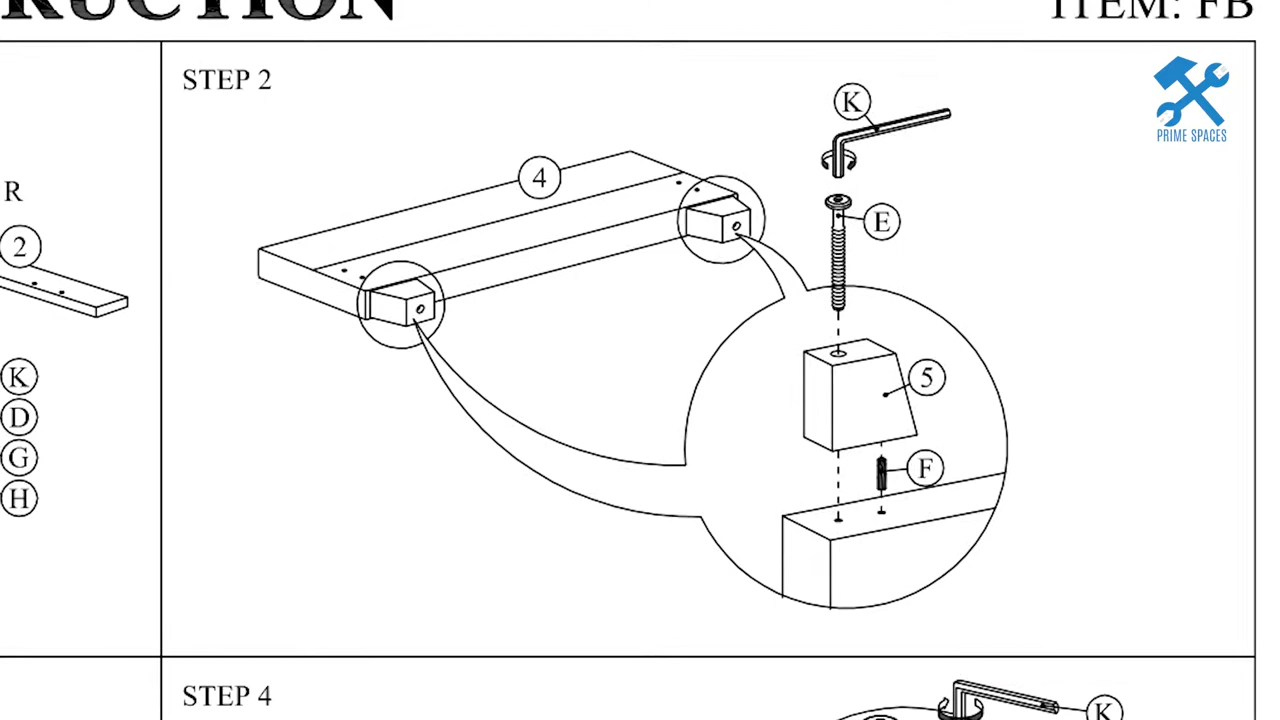 RUCTION
ITEM: FB
STEP 2
PRIME SPACES
K
4
E
R
2
5
K
D
G
F
H
STEP 4
K